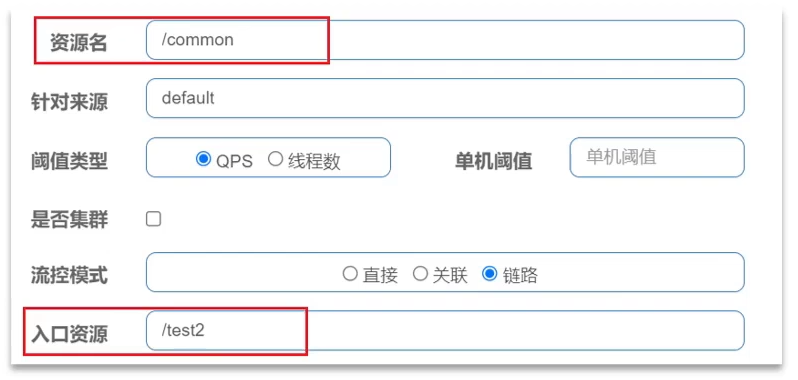 资源名 /common
针对来源 default
阈值类型 QPS 线程数 单机阈值 单机阈值
是否集群
流控模式 直接 关联 链路
入口资源 /test2